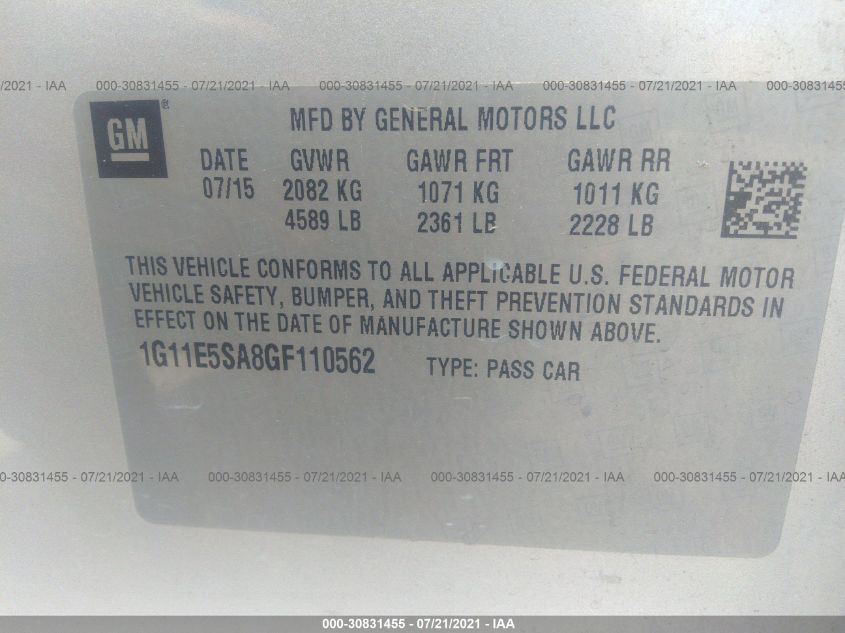 /2021 - IAA 000-30831455 - 07/21/2021 - IAA 000-30831455 - 07/21/2021 - IAA 000-30831455 - 07/21/2021 - IAA 000-30831455
GM ®
MFD BY GENERAL MOTORS LLC
DATE GVWR GAWR FRT GAWR RR
07/15 2082 KG 1071 KG 1011 KG
4589 LB 2361 LB 2228 LB
THIS VEHICLE CONFORMS TO ALL APPLICABLE U.S. FEDERAL MOTOR
VEHICLE SAFETY, BUMPER, AND THEFT PREVENTION STANDARDS IN
EFFECT ON THE DATE OF MANUFACTURE SHOWN ABOVE.
1G11E5SA8GF110562 TYPE: PASS CAR
000-30831455 - 07/21/2021 - IAA 000-30831455 - 07/21/2021 - IAA 000-30831455 - 07/21/2021 - IAA 000-30831455 - 07/21/2021 - IAA
000-30831455 - 07/21/2021 - IAA